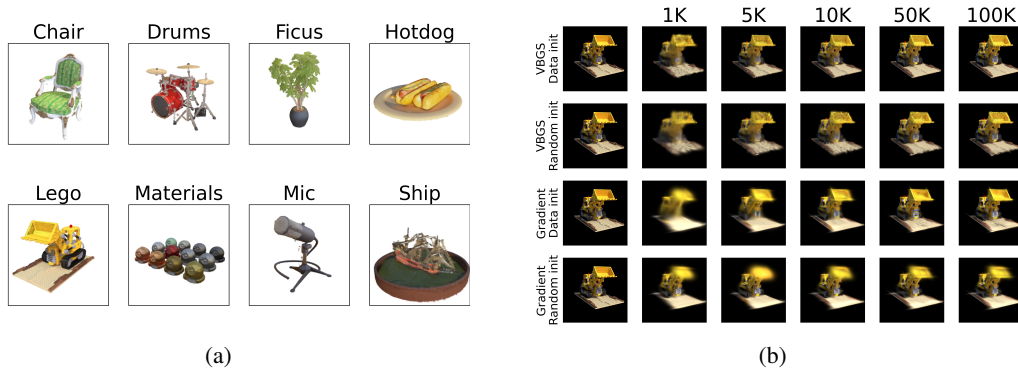 Chair Drums Ficus Hotdog
Lego Materials Mic Ship
(a)
1K 5K 10K 50K 100K
VBGS
Data init
VBGS
Random init
Gradient
Data init
Gradient
Random init
(b)